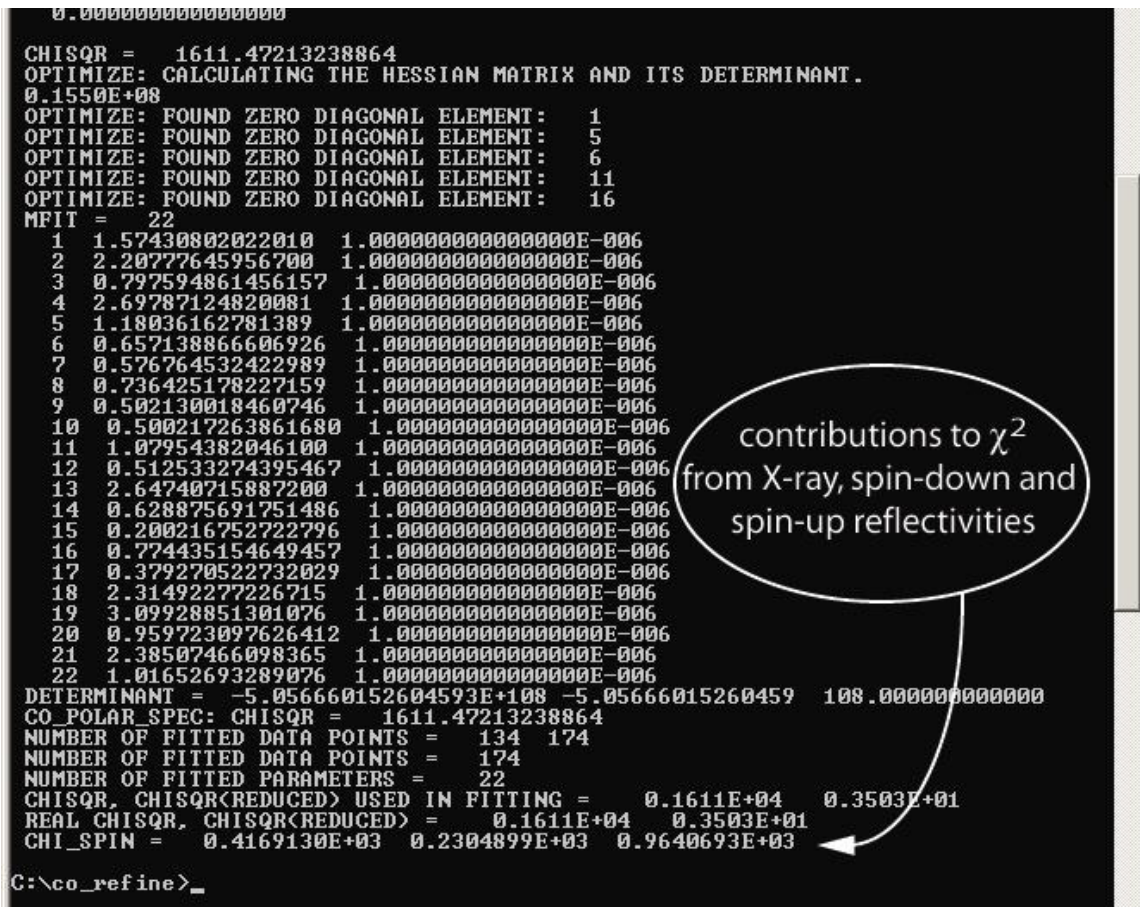 0.0000000000000000
CHISQR =   1611.47213238864
OPTIMIZE: CALCULATING THE HESSIAN MATRIX AND ITS DETERMINANT.
0.1550E+08
OPTIMIZE: FOUND ZERO DIAGONAL ELEMENT:   1
OPTIMIZE: FOUND ZERO DIAGONAL ELEMENT:   5
OPTIMIZE: FOUND ZERO DIAGONAL ELEMENT:   6
OPTIMIZE: FOUND ZERO DIAGONAL ELEMENT:   11
OPTIMIZE: FOUND ZERO DIAGONAL ELEMENT:   16
MFIT =   22
1  1.57430802022010  1.000000000000000E-006
2  2.20777645956700  1.000000000000000E-006
3  0.797594861456157  1.000000000000000E-006
4  2.69787124820081  1.000000000000000E-006
5  1.18036162781389  1.000000000000000E-006
6  0.657138866606926  1.000000000000000E-006
7  0.576764532422989  1.000000000000000E-006
8  0.736425178227159  1.000000000000000E-006
9  0.502130018460746  1.000000000000000E-006
10  0.500217263861680  1.000000000000000E-006
11  1.07954382046100  1.000000000000000E-006
12  0.512533274395467  1.000000000000000E-006
13  2.64740715887200  1.000000000000000E-006
14  0.628875691751486  1.000000000000000E-006
15  0.200216752722796  1.000000000000000E-006
16  0.774435154649457  1.000000000000000E-006
17  0.379270522732029  1.000000000000000E-006
18  2.31492277226715  1.000000000000000E-006
19  3.09928851301076  1.000000000000000E-006
20  0.959723097626412  1.000000000000000E-006
21  2.38507466098365  1.000000000000000E-006
22  1.01652693289076  1.000000000000000E-006
DETERMINANT =  -5.056660152604593E+108 -5.05666015260459  108.000000000000
CO_POLAR_SPEC: CHISQR =   1611.47213238864
NUMBER OF FITTED DATA POINTS =   134  174
NUMBER OF FITTED DATA POINTS =   174
NUMBER OF FITTED PARAMETERS =   22
CHISQR, CHISQR(REDUCED) USED IN FITTING =   0.1611E+04   0.3503E+01
REAL CHISQR, CHISQR(REDUCED) =   0.1611E+04   0.3503E+01
CHI_SPIN =   0.4169130E+03  0.2304899E+03  0.9640693E+03
C:\co_refine>_
contributions to χ²
from X-ray, spin-down and
spin-up reflectivities